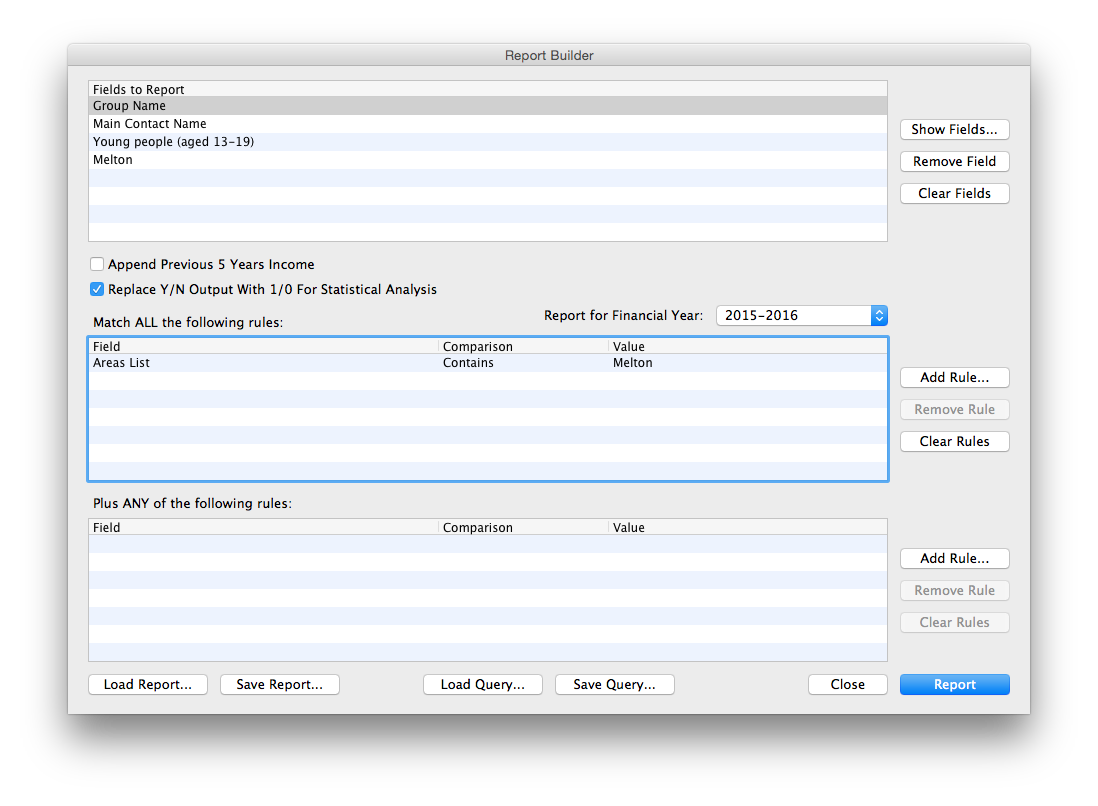 Report Builder
Fields to Report
Group Name
Main Contact Name
Young people (aged 13-19)
Melton
Show Fields...
Remove Field
Clear Fields
Append Previous 5 Years Income
Replace Y/N Output With 1/0 For Statistical Analysis
Match ALL the following rules:
Report for Financial Year: 2015-2016
Field Comparison Value
Areas List Contains Melton
Add Rule...
Remove Rule
Clear Rules
Plus ANY of the following rules:
Field Comparison Value
Add Rule...
Remove Rule
Clear Rules
Load Report... Save Report... Load Query... Save Query... Close Report